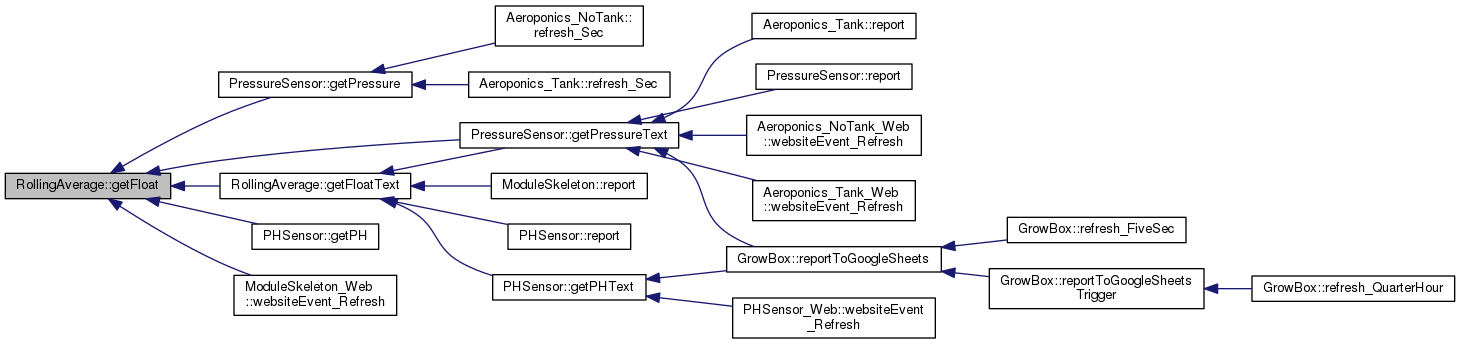 Aeroponics_NoTank::
refresh_Sec
Aeroponics_Tank::report
PressureSensor::getPressure
Aeroponics_Tank::refresh_Sec
PressureSensor::report
PressureSensor::getPressureText
Aeroponics_NoTank_Web
::websiteEvent_Refresh
RollingAverage::getFloat
RollingAverage::getFloatText
ModuleSkeleton::report
Aeroponics_Tank_Web
::websiteEvent_Refresh
PHSensor::getPH
PHSensor::report
GrowBox::refresh_FiveSec
GrowBox::reportToGoogleSheets
ModuleSkeleton_Web
::websiteEvent_Refresh
PHSensor::getPHText
GrowBox::reportToGoogleSheets
Trigger
GrowBox::refresh_QuarterHour
PHSensor_Web::websiteEvent
_Refresh